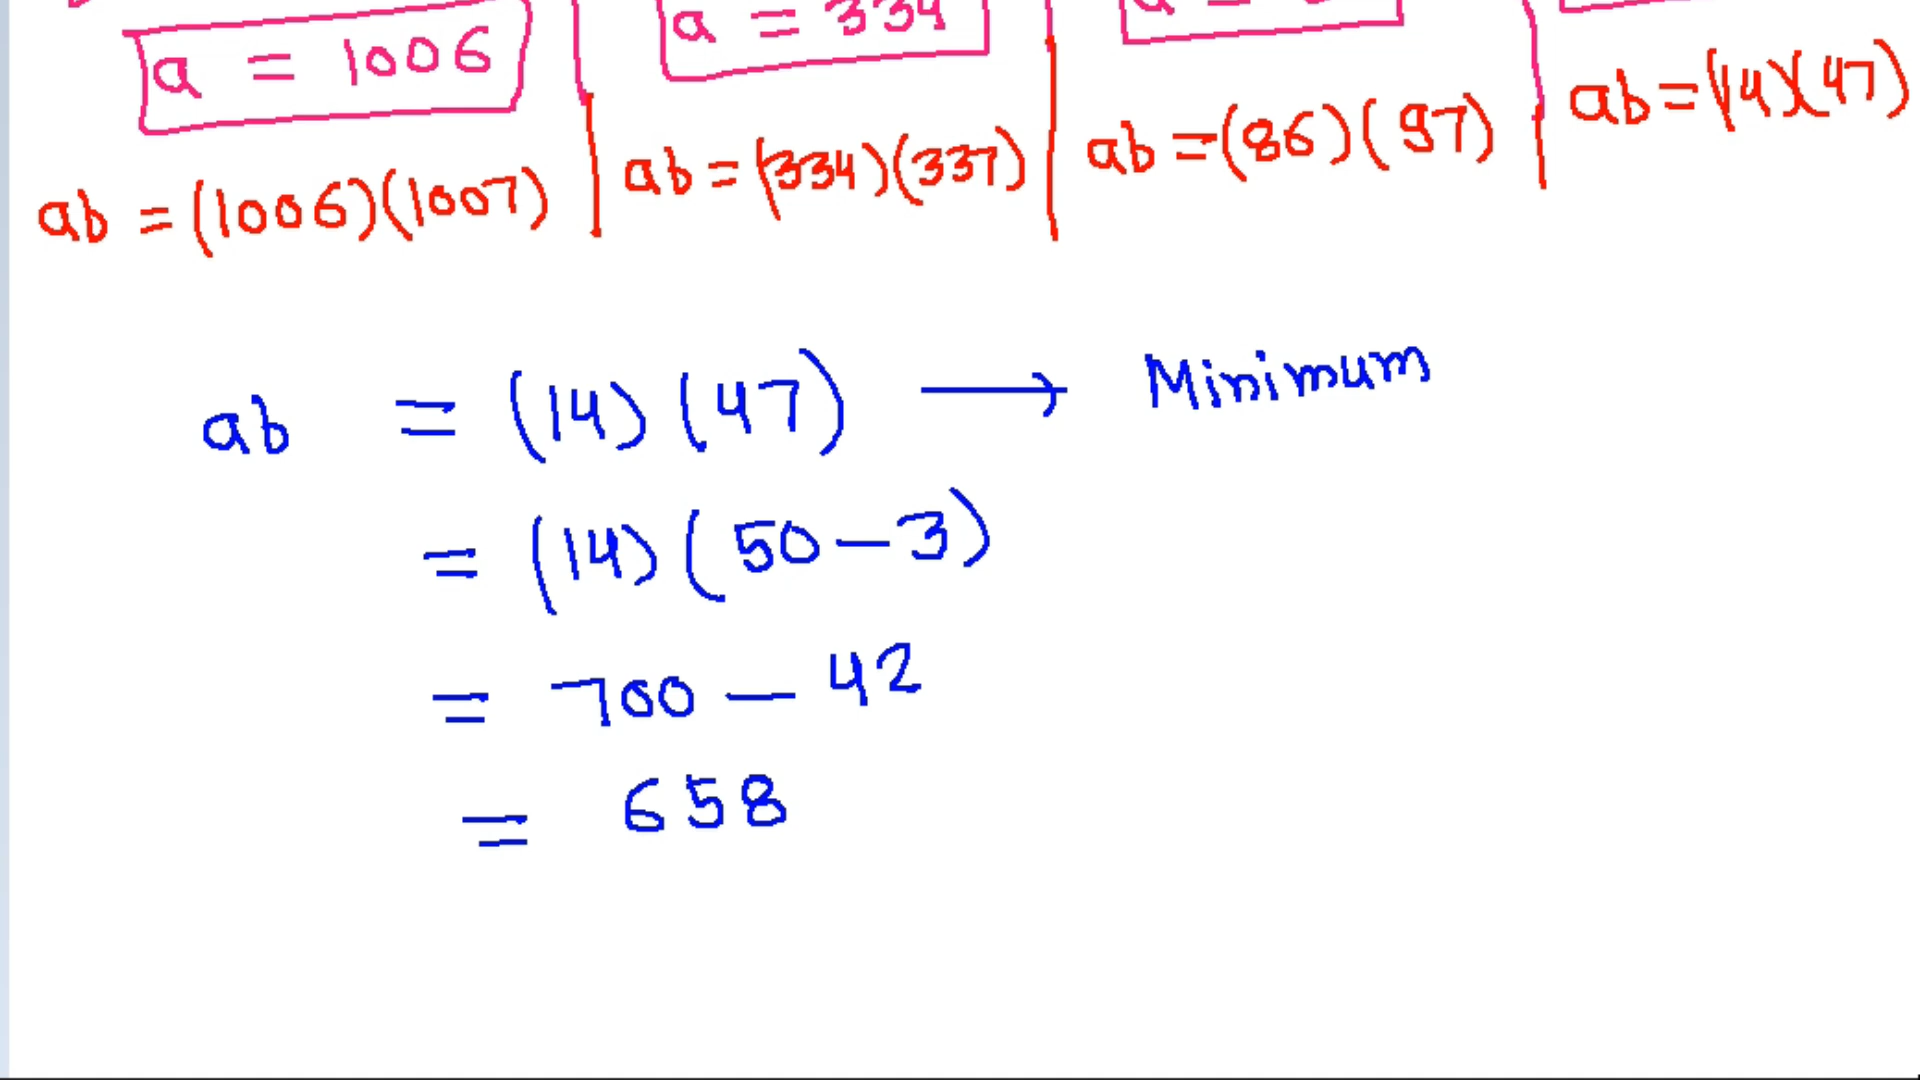 a = 1006
a = 334
ab = (1006)(1007)
ab = (334)(337)
ab = (86)(97)
ab = (14)(47)
ab = (14)(47) → Minimum
= (14)(50-3)
= 700 - 42
= 658